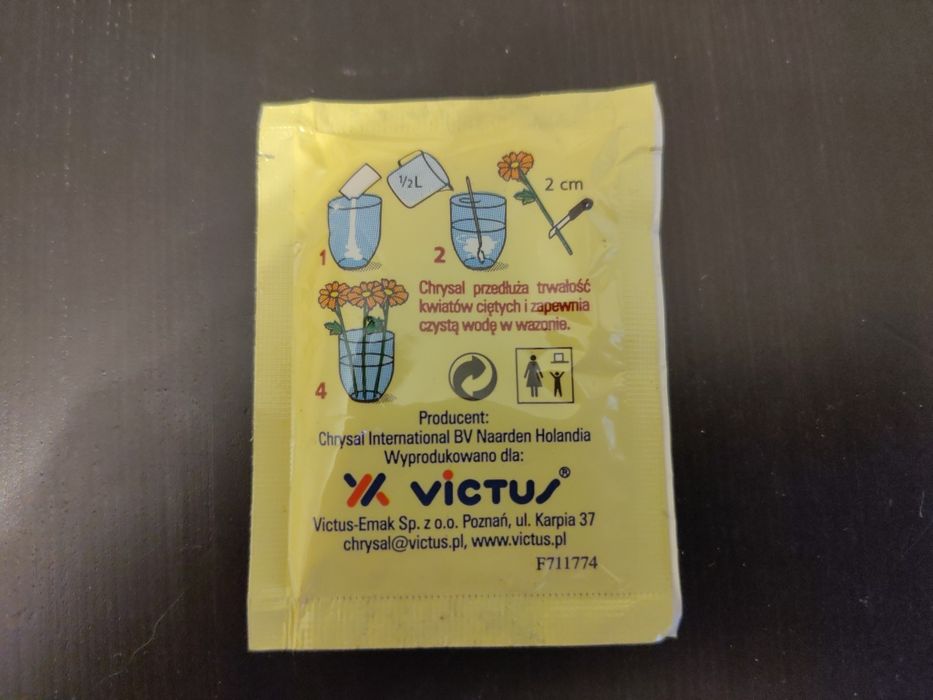 ½L
2 cm
1
2
Chrysal przedłuża trwałość
kwiatów ciętych i zapewnia
czystą wodę w wazonie.
4
Producent:
Chrysal International BV Naarden Holandia
Wyprodukowano dla:
VICTUS®
Victus-Emak Sp. z o.o. Poznań, ul. Karpia 37
chrysal@victus.pl, www.victus.pl
F711774